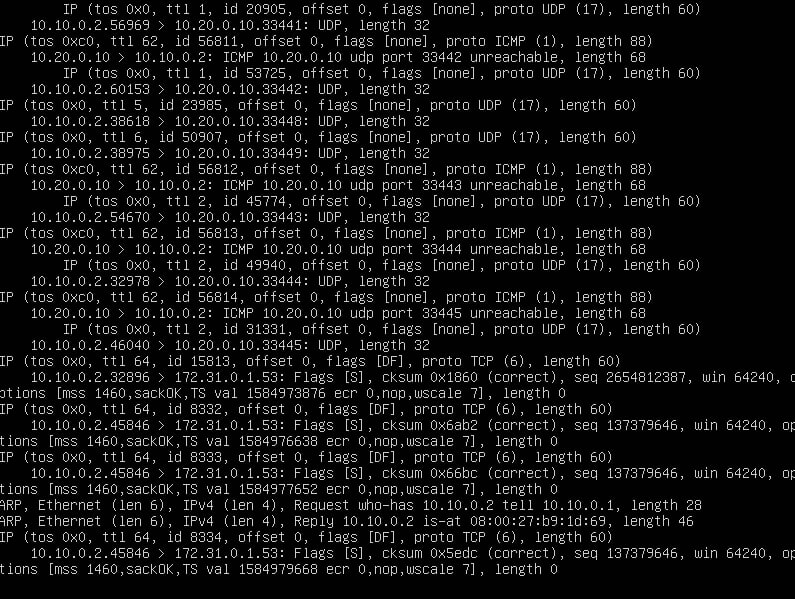 IP (tos 0x0, ttl 1, id 20905, offset 0, flags [none], proto UDP (17), length 60)
10.10.0.2.56969 > 10.20.0.10.33441: UDP, length 32
IP (tos 0xc0, ttl 62, id 56811, offset 0, flags [none], proto ICMP (1), length 88)
10.20.0.10 > 10.10.0.2: ICMP 10.20.0.10 udp port 33442 unreachable, length 68
IP (tos 0x0, ttl 1, id 53725, offset 0, flags [none], proto UDP (17), length 60)
10.10.0.2.60153 > 10.20.0.10.33442: UDP, length 32
IP (tos 0x0, ttl 5, id 23985, offset 0, flags [none], proto UDP (17), length 60)
10.10.0.2.38618 > 10.20.0.10.33448: UDP, length 32
IP (tos 0x0, ttl 6, id 50907, offset 0, flags [none], proto UDP (17), length 60)
10.10.0.2.38975 > 10.20.0.10.33449: UDP, length 32
IP (tos 0xc0, ttl 62, id 56812, offset 0, flags [none], proto ICMP (1), length 88)
10.20.0.10 > 10.10.0.2: ICMP 10.20.0.10 udp port 33443 unreachable, length 68
IP (tos 0x0, ttl 2, id 45774, offset 0, flags [none], proto UDP (17), length 60)
10.10.0.2.54670 > 10.20.0.10.33443: UDP, length 32
IP (tos 0xc0, ttl 62, id 56813, offset 0, flags [none], proto ICMP (1), length 88)
10.20.0.10 > 10.10.0.2: ICMP 10.20.0.10 udp port 33444 unreachable, length 68
IP (tos 0x0, ttl 2, id 49940, offset 0, flags [none], proto UDP (17), length 60)
10.10.0.2.32978 > 10.20.0.10.33444: UDP, length 32
IP (tos 0xc0, ttl 62, id 56814, offset 0, flags [none], proto ICMP (1), length 88)
10.20.0.10 > 10.10.0.2: ICMP 10.20.0.10 udp port 33445 unreachable, length 68
IP (tos 0x0, ttl 2, id 31331, offset 0, flags [none], proto UDP (17), length 60)
10.10.0.2.46040 > 10.20.0.10.33445: UDP, length 32
IP (tos 0x0, ttl 64, id 15813, offset 0, flags [DF], proto TCP (6), length 60)
10.10.0.2.32896 > 172.31.0.1.53: Flags [S], cksum 0x1860 (correct), seq 2654812387, win 64240, o
ptions [mss 1460,sackOK,TS val 1584973876 ecr 0,nop,wscale 7], length 0
IP (tos 0x0, ttl 64, id 8332, offset 0, flags [DF], proto TCP (6), length 60)
10.10.0.2.45846 > 172.31.0.1.53: Flags [S], cksum 0x6ab2 (correct), seq 137379646, win 64240, op
tions [mss 1460,sackOK,TS val 1584976638 ecr 0,nop,wscale 7], length 0
IP (tos 0x0, ttl 64, id 8333, offset 0, flags [DF], proto TCP (6), length 60)
10.10.0.2.45846 > 172.31.0.1.53: Flags [S], cksum 0x66bc (correct), seq 137379646, win 64240, op
tions [mss 1460,sackOK,TS val 1584977652 ecr 0,nop,wscale 7], length 0
ARP, Ethernet (len 6), IPv4 (len 4), Request who-has 10.10.0.2 tell 10.10.0.1, length 28
ARP, Ethernet (len 6), IPv4 (len 4), Reply 10.10.0.2 is-at 08:00:27:b9:1d:69, length 46
IP (tos 0x0, ttl 64, id 8334, offset 0, flags [DF], proto TCP (6), length 60)
10.10.0.2.45846 > 172.31.0.1.53: Flags [S], cksum 0x5edc (correct), seq 137379646, win 64240, op
tions [mss 1460,sackOK,TS val 1584979668 ecr 0,nop,wscale 7], length 0